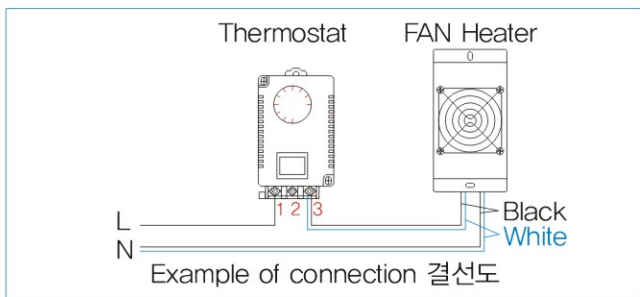 Thermostat
FAN Heater
1 2 3
L
N
Black
White
Example of connection 결선도